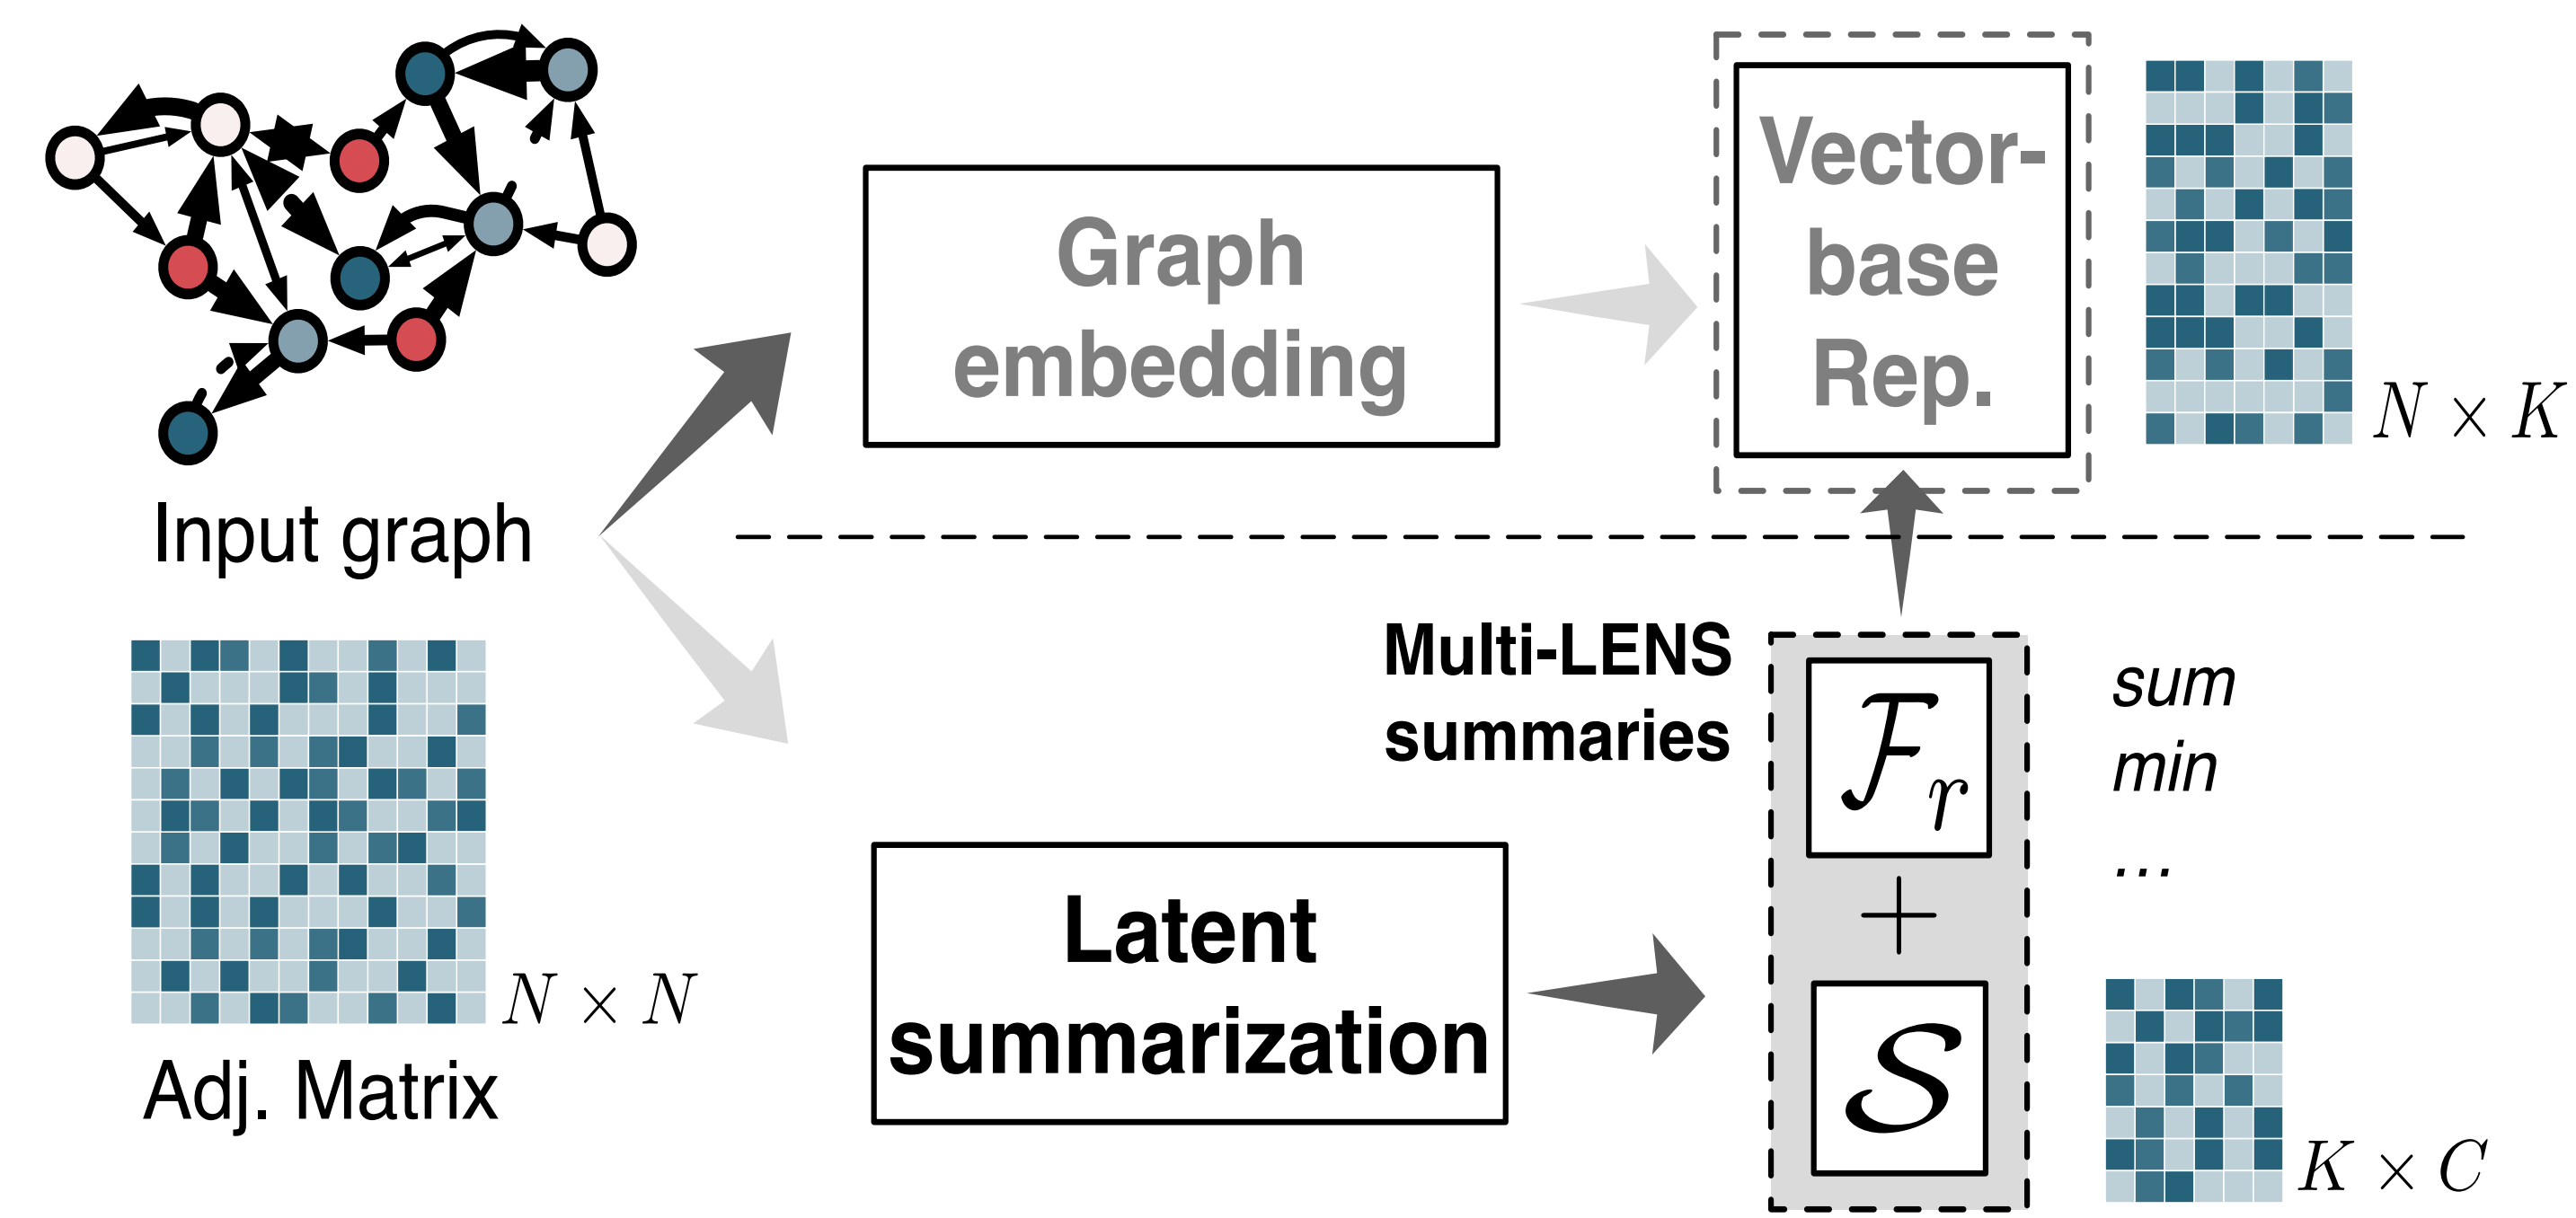 Input graph
N × N
Adj. Matrix
Graph
embedding
Vector-
base
Rep.
N × K
Multi-LENS
summaries
Latent
summarization
ℱᵣ
+
𝒮
sum
min
...
K × C